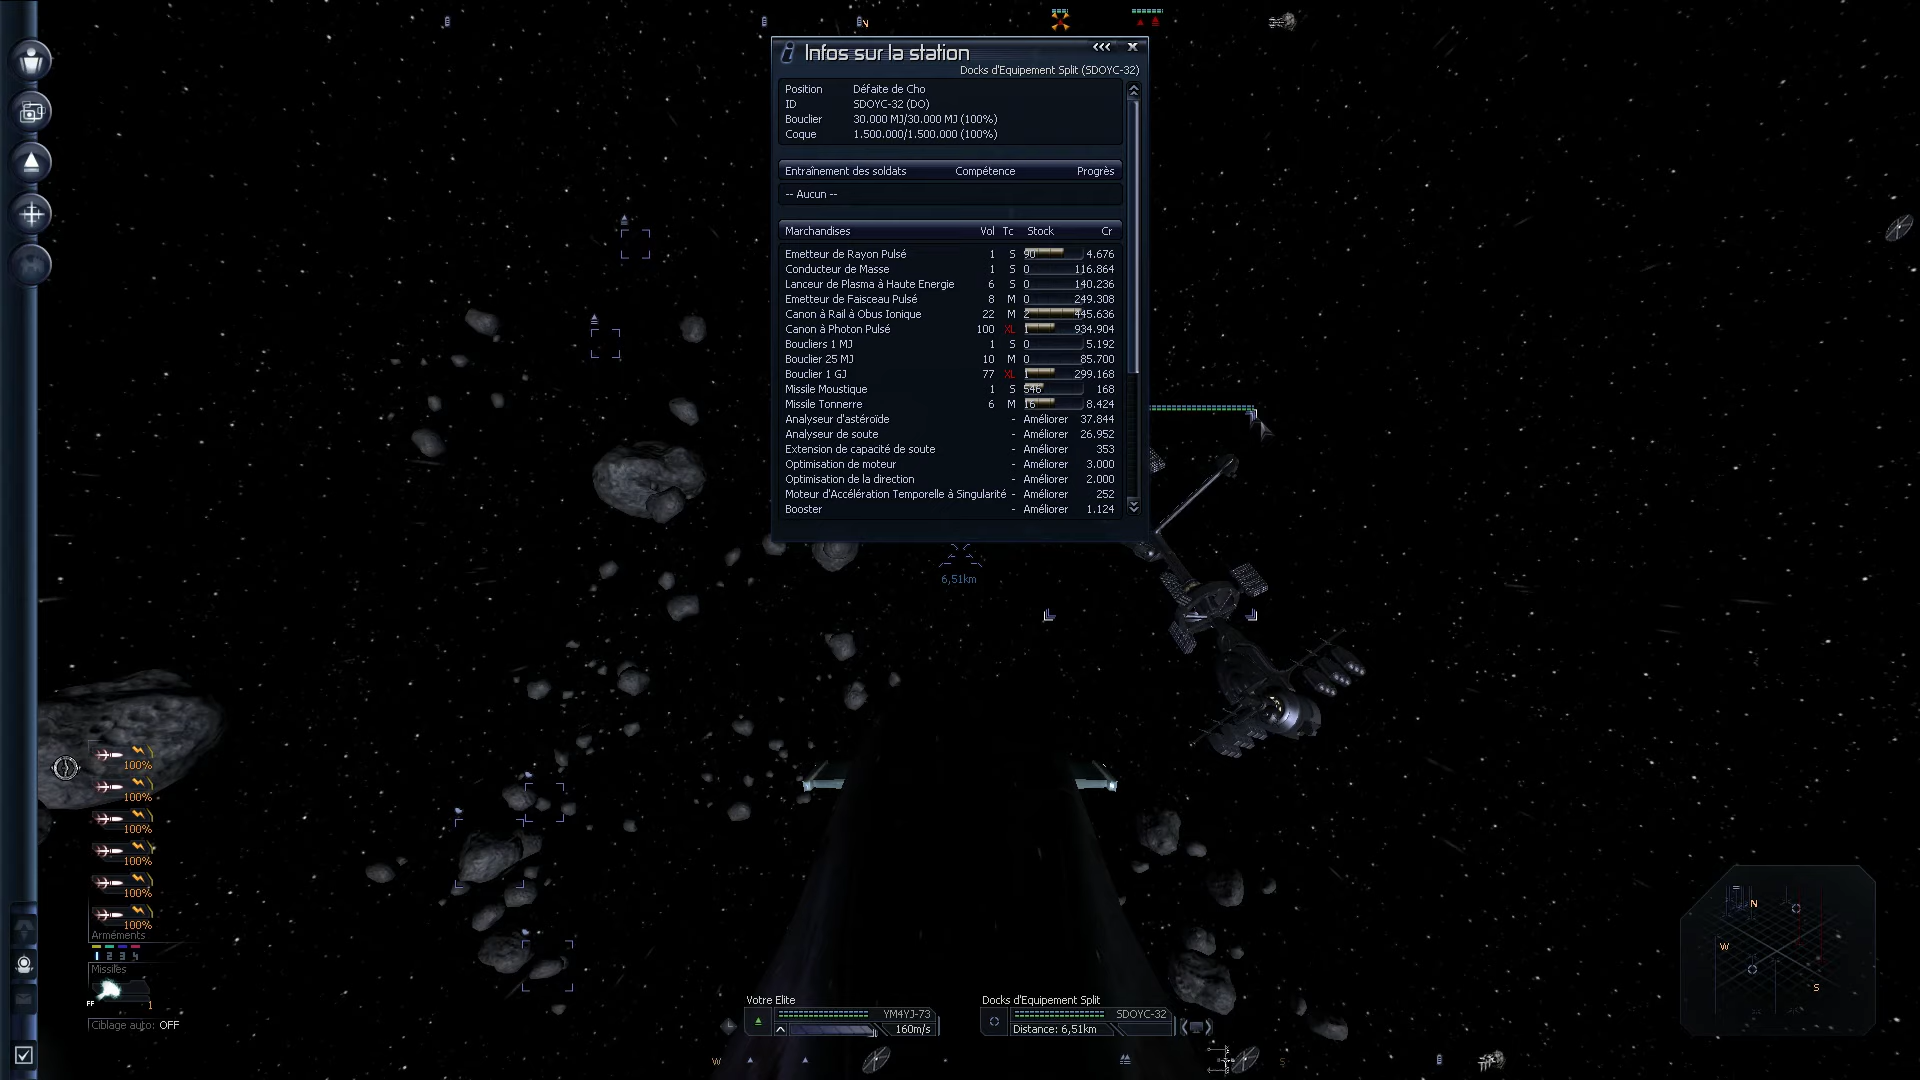 N
Infos sur la station
Docks d'Equipement Split (SDOYC-32)
Position Défaite de Cho
ID SDOYC-32 (DO)
Bouclier 30.000 MJ/30.000 MJ (100%)
Coque 1.500.000/1.500.000 (100%)
Entraînement des soldats Compétence Progrès
-- Aucun --
Marchandises Vol Tc Stock Cr
Emetteur de Rayon Pulsé 1 S 90 4.676
Conducteur de Masse 1 S 0 116.864
Lanceur de Plasma à Haute Energie 6 S 0 140.236
Emetteur de Faisceau Pulsé 8 M 0 249.308
Canon à Rail à Obus Ionique 22 M 2 445.636
Canon à Photon Pulsé 100 XL 1 934.904
Boucliers 1 MJ 1 S 0 5.192
Bouclier 25 MJ 10 M 0 85.700
Bouclier 1 GJ 77 XL 1 299.168
Missile Moustique 1 S 546 168
Missile Tonnerre 6 M 16 8.424
Analyseur d'astéroïde - Améliorer 37.844
Analyseur de soute - Améliorer 26.952
Extension de capacité de soute - Améliorer 353
Optimisation de moteur - Améliorer 3.000
Optimisation de la direction - Améliorer 2.000
Moteur d'Accélération Temporelle à Singularité - Améliorer 252
Booster - Améliorer 1.124
6,51km
100%
100%
100%
100%
100%
100%
Arméments
1 2 3 4
Missiles
FF 1
Ciblage auto: OFF
Votre Elite
YM4YJ-73
160m/s
Docks d'Equipement Split
SDOYC-32
Distance: 6,51km
W
S
N
W
S